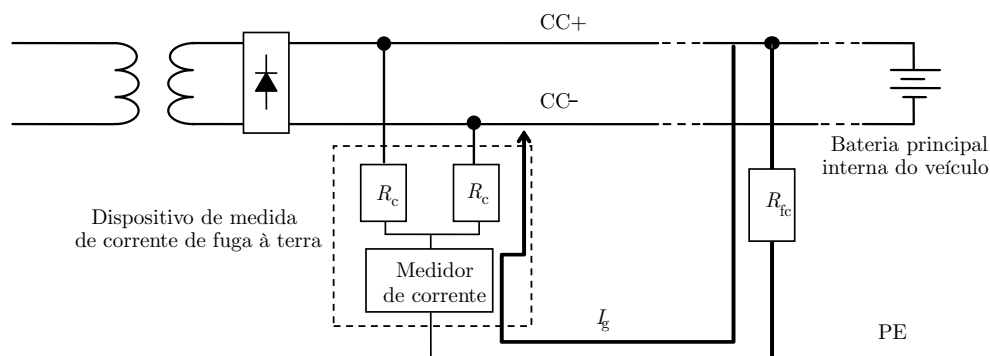 CC+
CC-
Bateria principal
interna do veículo
Rc
Rc
Rfc
Dispositivo de medida
de corrente de fuga à terra
Medidor
de corrente
Ig
PE